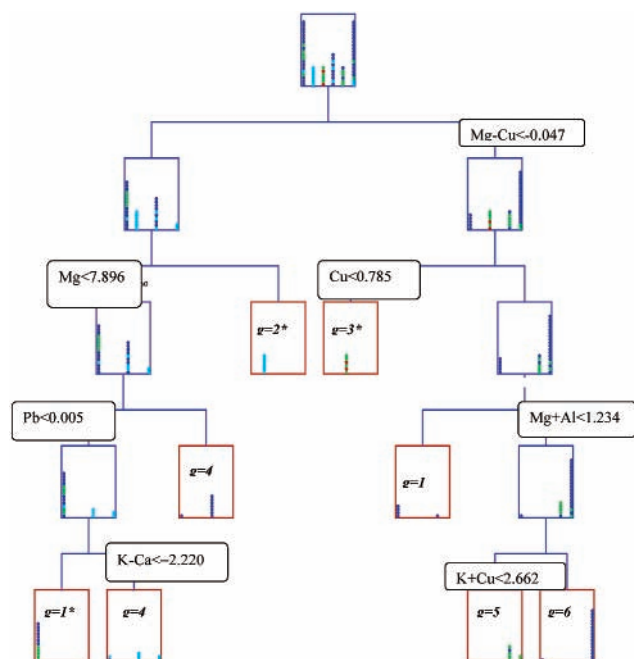 Mg-Cu<-0.047
Mg<7.896
Cu<0.785
g=2*
g=3*
Pb<0.005
Mg+Al<1.234
g=4
g=1
K-Ca<-2.220
K+Cu<2.662
g=1*
g=4
g=5
g=6